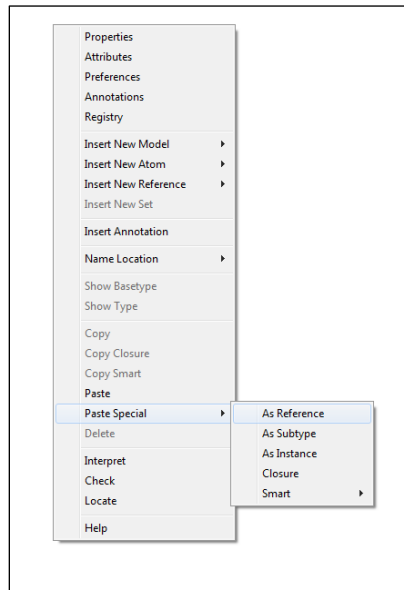 Properties
Attributes
Preferences
Annotations
Registry
Insert New Model
Insert New Atom
Insert New Reference
Insert New Set
Insert Annotation
Name Location
Show Basetype
Show Type
Copy
Copy Closure
Copy Smart
Paste
Paste Special
Delete
Interpret
Check
Locate
Help
As Reference
As Subtype
As Instance
Closure
Smart